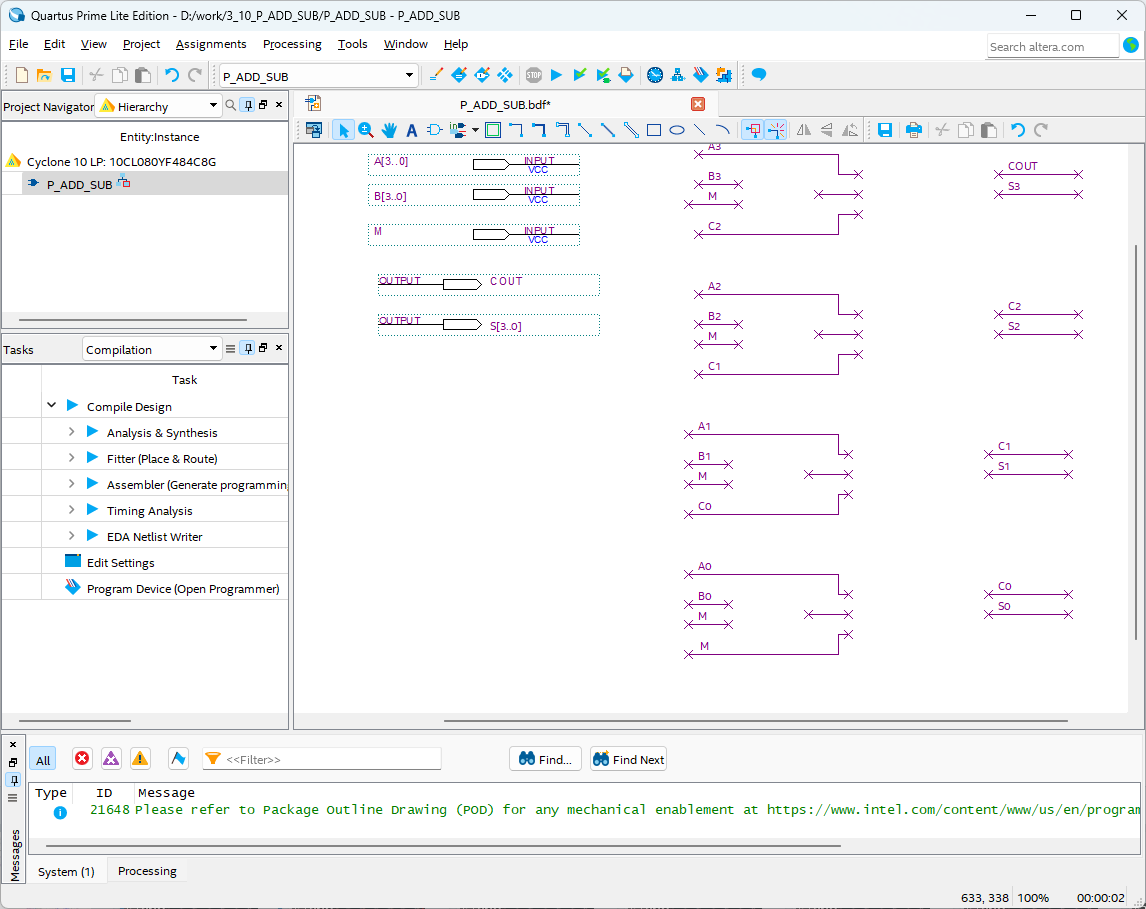 Quartus Prime Lite Edition - D:/work/3_10_P_ADD_SUB/P_ADD_SUB - P_ADD_SUB
File Edit View Project Assignments Processing Tools Window Help
Search altera.com
P_ADD_SUB
STOP
Project Navigator Hierarchy
P_ADD_SUB.bdf*
Entity:Instance
Cyclone 10 LP: 10CL080YF484C8G
P_ADD_SUB
Tasks Compilation
Task
Compile Design
Analysis & Synthesis
Fitter (Place & Route)
Assembler (Generate programmin
Timing Analysis
EDA Netlist Writer
Edit Settings
Program Device (Open Programmer)
A[3..0] INPUT
VCC
B[3..0] INPUT
VCC
M INPUT
VCC
OUTPUT COUT
OUTPUT S[3..0]
A3
B3
M
C2
COUT
S3
A2
B2
M
C1
C2
S2
A1
B1
M
C0
C1
S1
A0
B0
M
M
C0
S0
All <<Filter>> Find... Find Next
Type ID Message
21648 Please refer to Package Outline Drawing (POD) for any mechanical enablement at https://www.intel.com/content/www/us/en/program
Messages
System (1) Processing
633, 338 100% 00:00:02